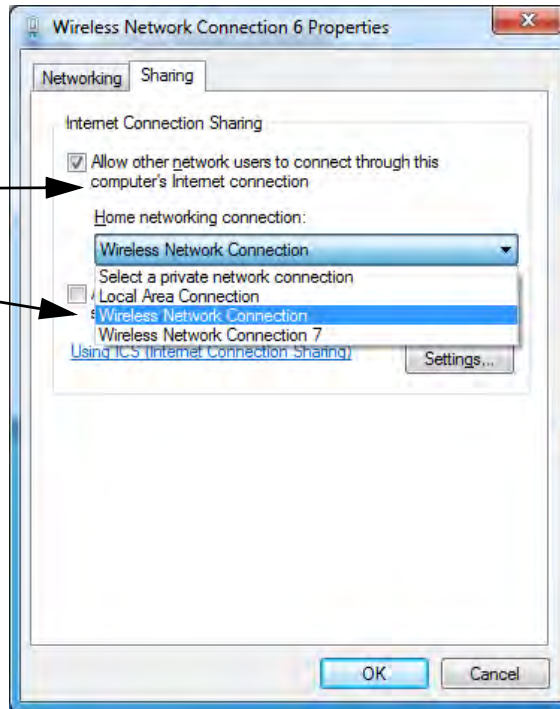 Wireless Network Connection 6 Properties
Networking Sharing
Internet Connection Sharing
Allow other network users to connect through this
computer's Internet connection
Home networking connection:
Wireless Network Connection
Select a private network connection
Local Area Connection
Wireless Network Connection
Wireless Network Connection 7
Using ICS (Internet Connection Sharing)
Settings...
OK Cancel